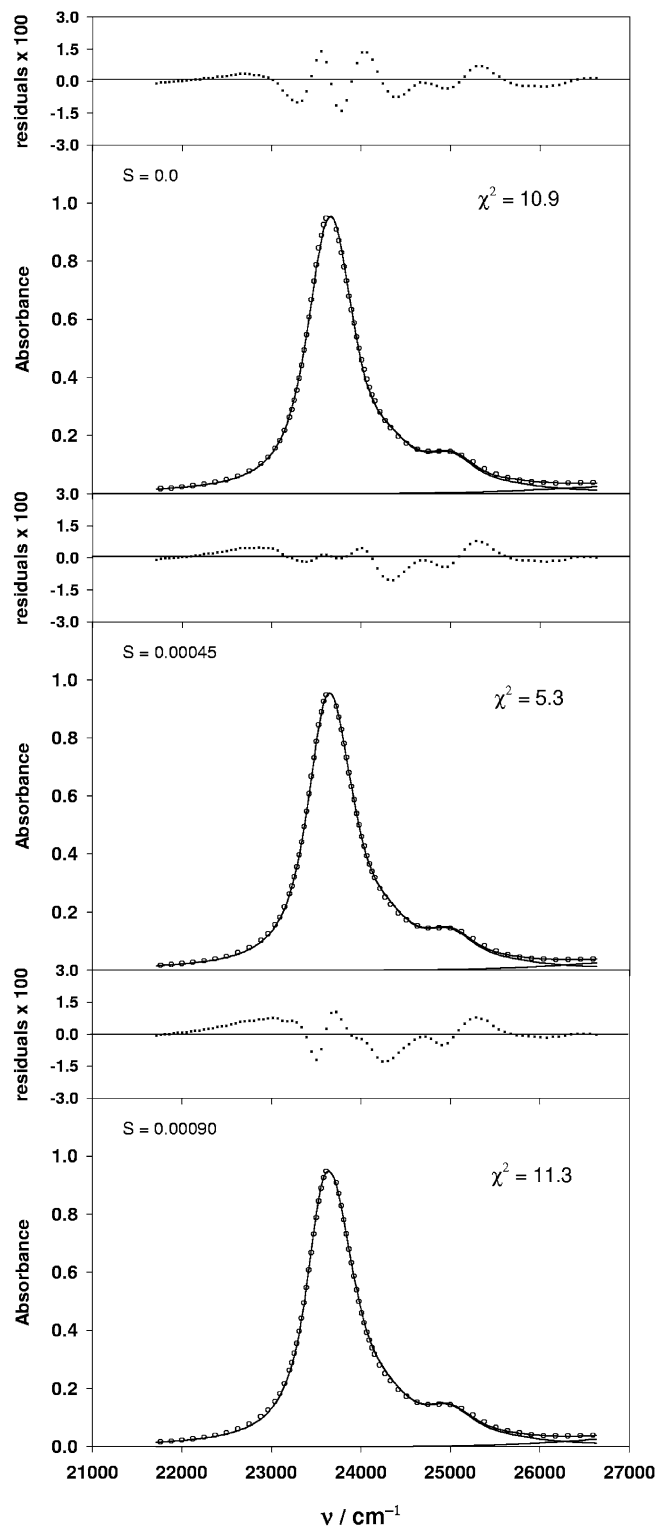 residuals x 100
3.0
1.5
0.0
-1.5
-3.0
S = 0.0
χ² = 10.9
Absorbance
1.0
0.8
0.6
0.4
0.2
3.0
residuals x 100
1.5
0.0
-1.5
-3.0
S = 0.00045
χ² = 5.3
Absorbance
1.0
0.8
0.6
0.4
0.2
3.0
residuals x 100
1.5
0.0
-1.5
-3.0
S = 0.00090
χ² = 11.3
Absorbance
1.0
0.8
0.6
0.4
0.2
0.0
21000 22000 23000 24000 25000 26000 27000
ν / cm⁻¹